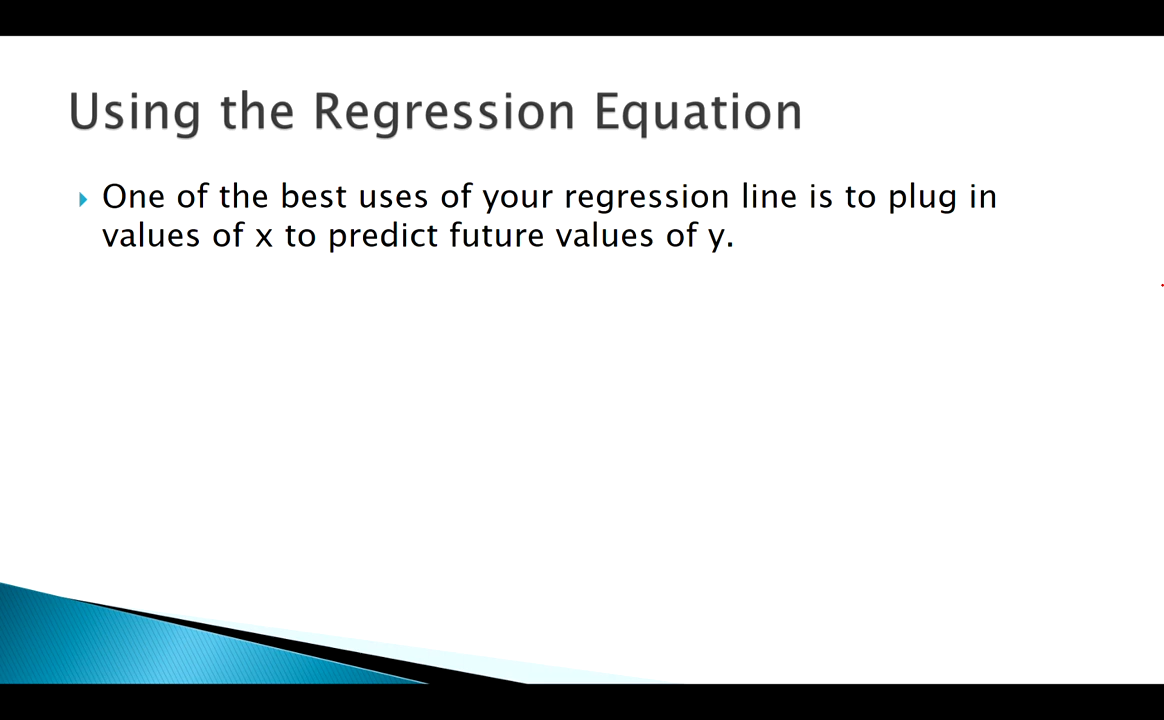 Using the Regression Equation
One of the best uses of your regression line is to plug in
values of x to predict future values of y.